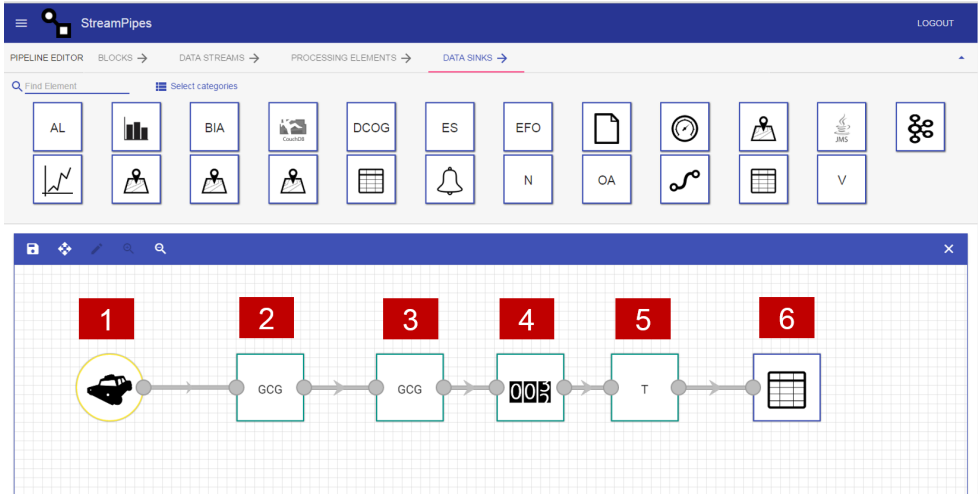 StreamPipes
LOGOUT
PIPELINE EDITOR
BLOCKS
DATA STREAMS
PROCESSING ELEMENTS
DATA SINKS
Find Element
Select categories
AL
BIA
CouchDB
DCOG
ES
EFO
JMS
N
OA
V
1
2
3
4
5
6
GCG
GCG
T